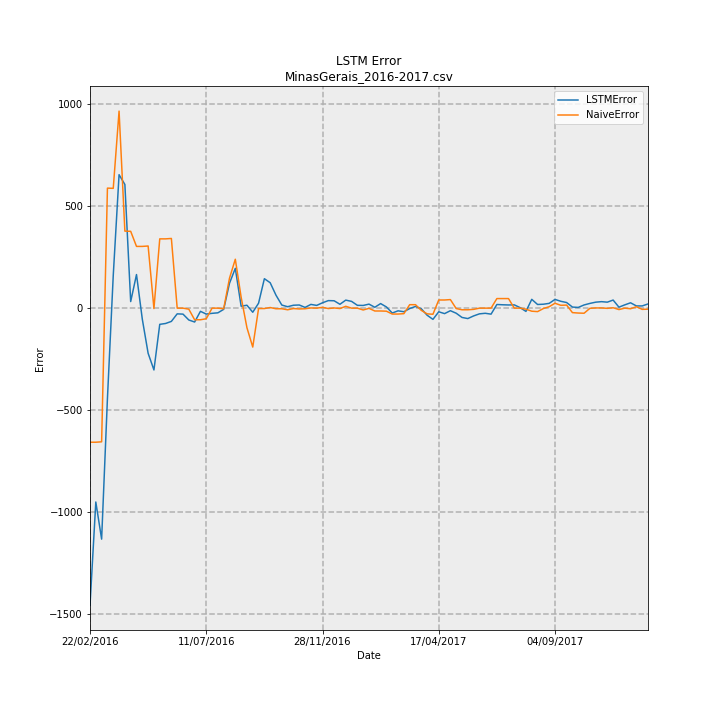 LSTM Error
MinasGerais_2016-2017.csv
LSTMError
NaiveError
1000
500
0
−500
−1000
−1500
Error
22/02/2016 11/07/2016 28/11/2016 17/04/2017 04/09/2017
Date